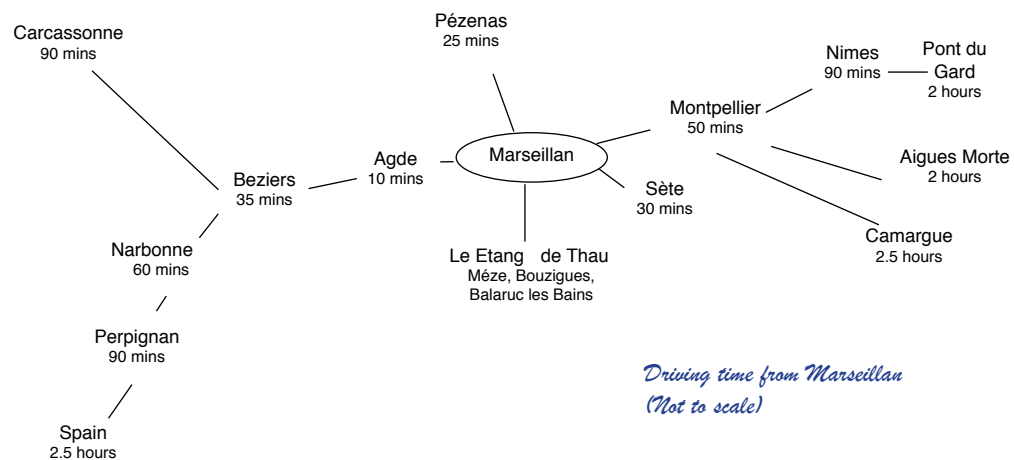 Carcassonne
90 mins
Pézenas
25 mins
Nimes
90 mins
Pont du
Gard
2 hours
Montpellier
50 mins
Marseillan
Agde
10 mins
Beziers
35 mins
Sète
30 mins
Aigues Morte
2 hours
Camargue
2.5 hours
Narbonne
60 mins
Le Etang de Thau
Méze, Bouzigues,
Balaruc les Bains
Perpignan
90 mins
Spain
2.5 hours
Driving time from Marseillan
(Not to scale)